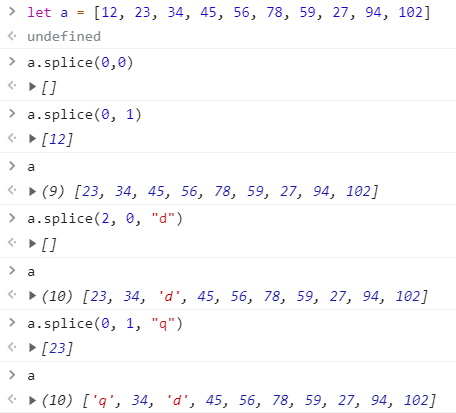 let a = [12, 23, 34, 45, 56, 78, 59, 27, 94, 102]
undefined
a.splice(0,0)
[]
a.splice(0, 1)
[12]
a
(9) [23, 34, 45, 56, 78, 59, 27, 94, 102]
a.splice(2, 0, "d")
[]
a
(10) [23, 34, 'd', 45, 56, 78, 59, 27, 94, 102]
a.splice(0, 1, "q")
[23]
a
(10) ['q', 34, 'd', 45, 56, 78, 59, 27, 94, 102]